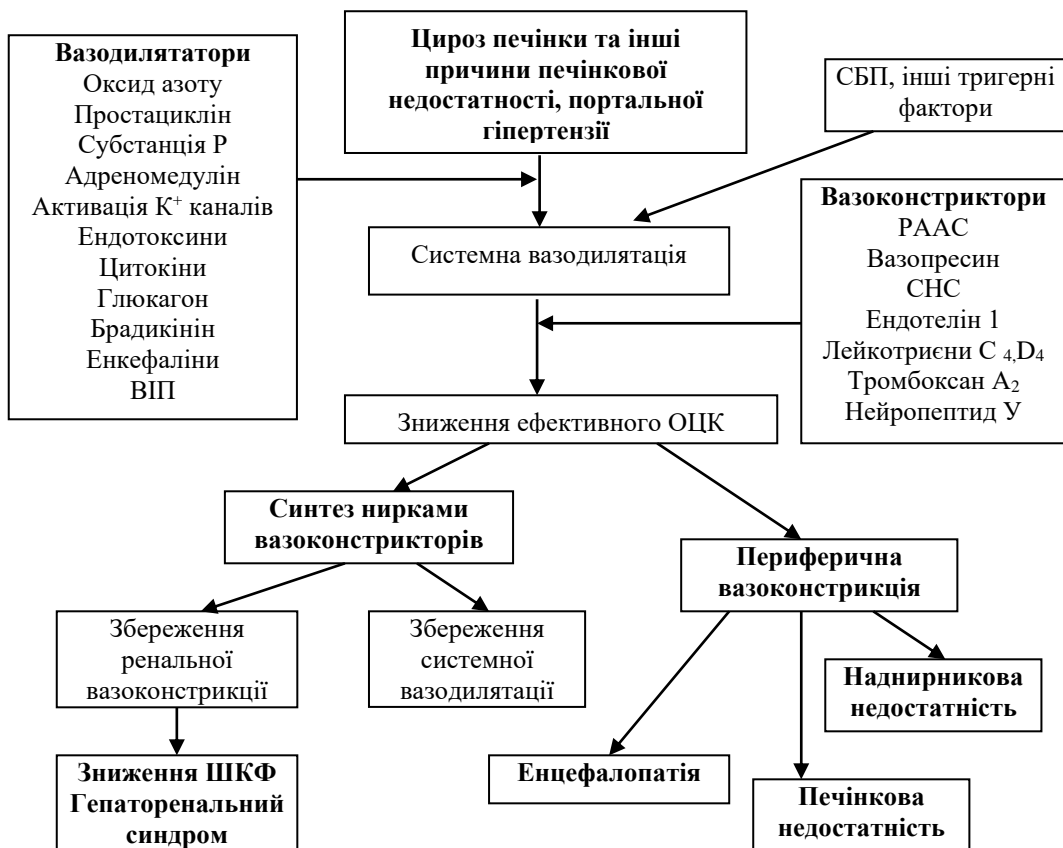 Вазодилятатори
Оксид азоту
Простациклін
Субстанція Р
Адреномедулін
Активація К⁺ каналів
Ендотоксини
Цитокіни
Глюкагон
Брадикінін
Енкефаліни
ВІП
Цироз печінки та інші
причини печінкової
недостатності, портальної
гіпертензії
СБП, інші тригерні
фактори
Системна вазодилятація
Вазоконстриктори
РААС
Вазопресин
СНС
Ендотелін 1
Лейкотриєни С ₄,D₄
Тромбоксан А₂
Нейропептид У
Зниження ефективного ОЦК
Синтез нирками
вазоконстрикторів
Периферична
вазоконстрикція
Збереження
ренальної
вазоконстрикції
Збереження
системної
вазодилятації
Наднирникова
недостатність
Зниження ШКФ
Гепаторенальний
синдром
Енцефалопатія
Печінкова
недостатність